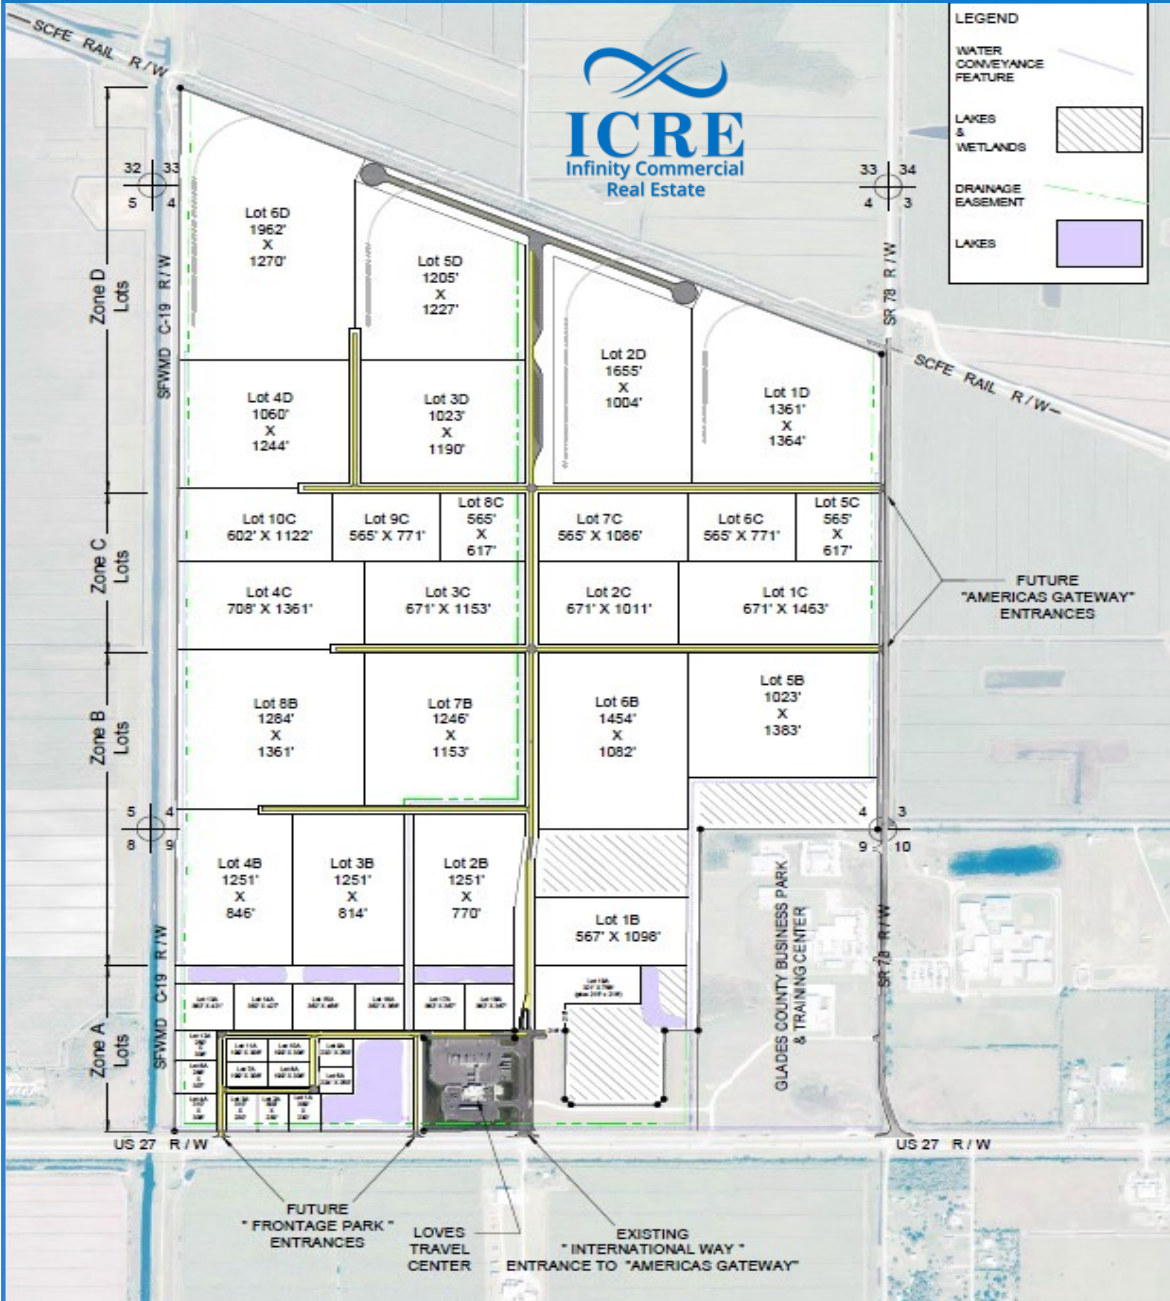 SCFE RAIL R/W
ICRE
Infinity Commercial
Real Estate
LEGEND
WATER
CONVEYANCE
FEATURE
LAKES
&
WETLANDS
DRAINAGE
EASEMENT
LAKES
32 33
5 4
33 34
4 3
Zone D
Lots
SFWMD C-19 R/W
SR 78 R/W
Lot 6D
1962'
X
1270'
Lot 5D
1205'
X
1227'
Lot 2D
1655'
X
1004'
Lot 1D
1361'
X
1364'
SCFE RAIL R/W
Lot 4D
1060'
X
1244'
Lot 3D
1023'
X
1190'
Zone C
Lots
Lot 10C
602' X 1122'
Lot 9C
565' X 771'
Lot 8C
565'
X
617'
Lot 7C
565' X 1086'
Lot 6C
565' X 771'
Lot 5C
565'
X
617'
Lot 4C
708' X 1361'
Lot 3C
671' X 1153'
Lot 2C
671' X 1011'
Lot 1C
671' X 1463'
FUTURE
"AMERICAS GATEWAY"
ENTRANCES
Zone B
Lots
Lot 8B
1284'
X
1361'
Lot 7B
1246'
X
1153'
Lot 6B
1454'
X
1082'
Lot 5B
1023'
X
1383'
5 4
8 9
4 3
9 10
Lot 4B
1251'
X
846'
Lot 3B
1251'
X
814'
Lot 2B
1251'
X
770'
Lot 1B
567' X 1098'
GLADES COUNTY BUSINESS PARK
& TRAINING CENTER
SR 78 R/W
SFWMD C-19 R/W
Zone A
Lots
US 27 R/W
US 27 R/W
FUTURE
" FRONTAGE PARK "
ENTRANCES
LOVES
TRAVEL
CENTER
EXISTING
" INTERNATIONAL WAY "
ENTRANCE TO "AMERICAS GATEWAY"